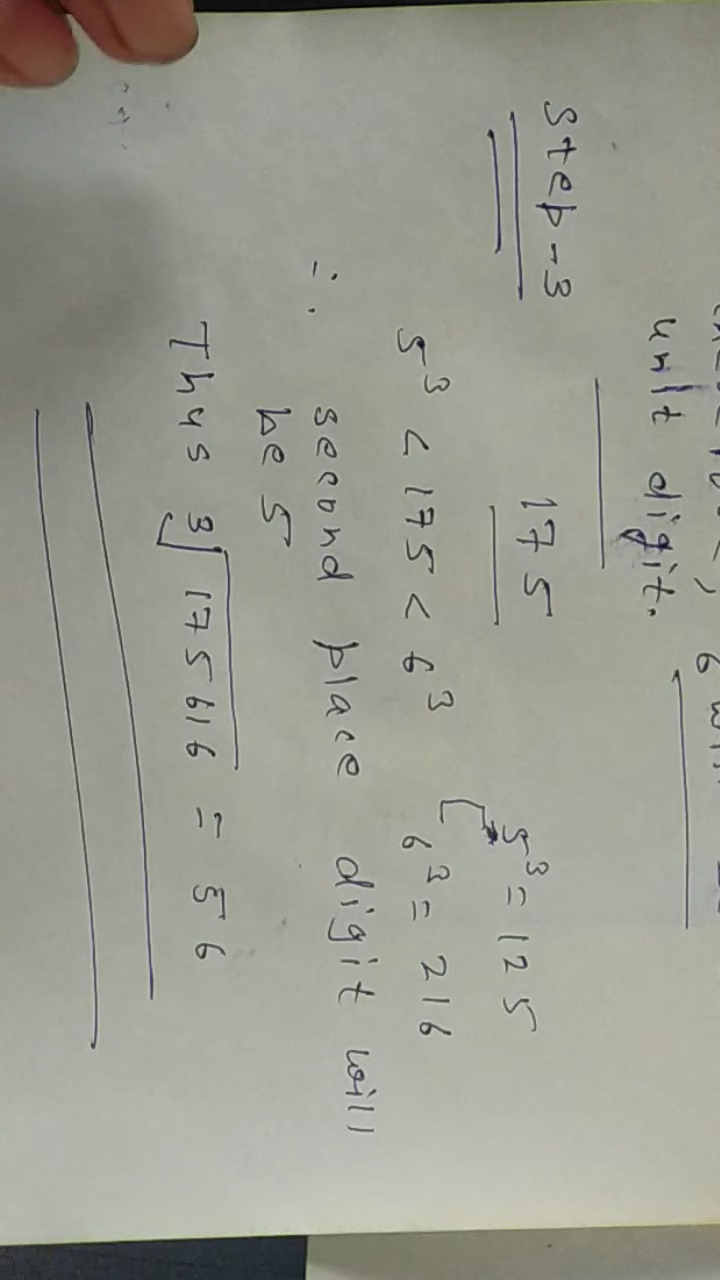 unit digit.
Step-3
175
5³ < 175 < 6³
5³ = 125
6³ = 216
∴ second place digit will
be 5
Thus ∛175616 = 56